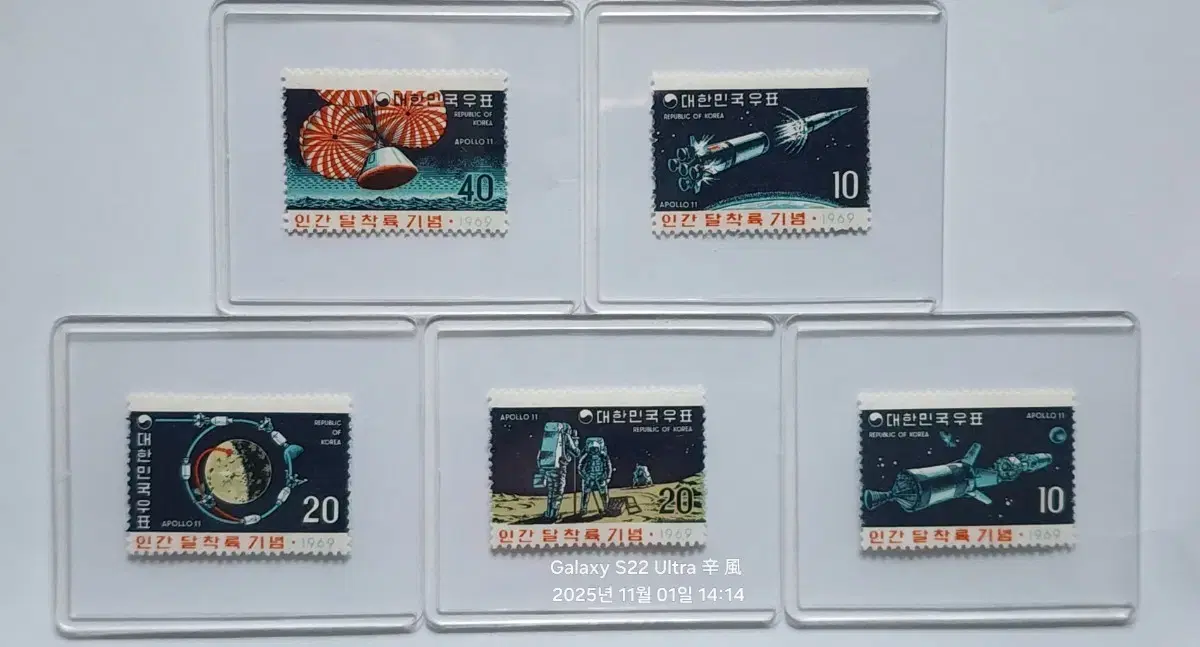 대한민국우표
REPUBLIC OF
KOREA
APOLLO 11
40
인간 달착륙 기념 · 1969
대한민국우표
REPUBLIC OF KOREA
10
APOLLO 11
인간 달착륙 기념 · 1969
대한민국우표
REPUBLIC
OF
KOREA
APOLLO 11
20
인간 달착륙 기념 · 1969
APOLLO 11
대한민국우표
REPUBLIC OF KOREA
20
인간 달착륙 기념 · 1969
대한민국우표
APOLLO 11
REPUBLIC OF KOREA
10
인간 달착륙 기념 · 1969
Galaxy S22 Ultra 辛 風
2025년 11월 01일 14:14